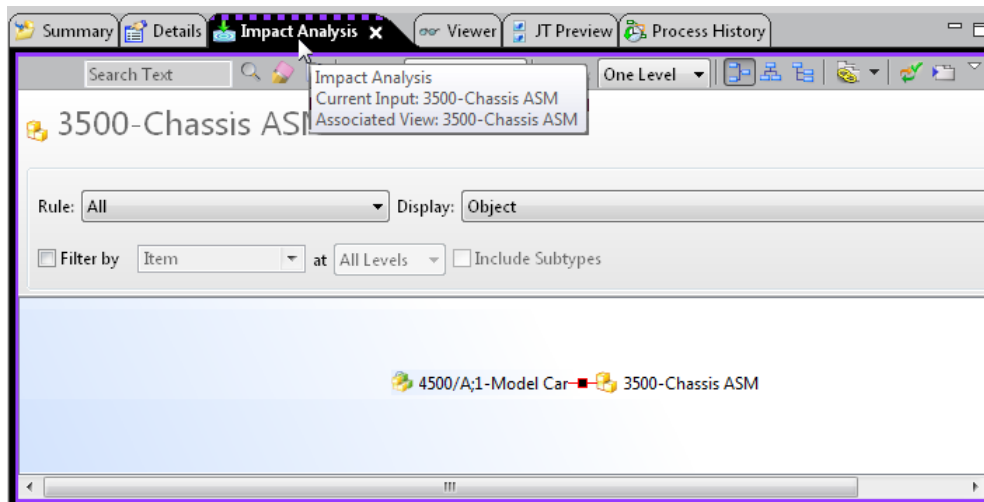 Summary Details Impact Analysis Viewer JT Preview Process History
Search Text One Level
Impact Analysis
Current Input: 3500-Chassis ASM
Associated View: 3500-Chassis ASM
3500-Chassis ASM
Rule: All Display: Object
Filter by Item at All Levels Include Subtypes
4500/A;1-Model Car 3500-Chassis ASM